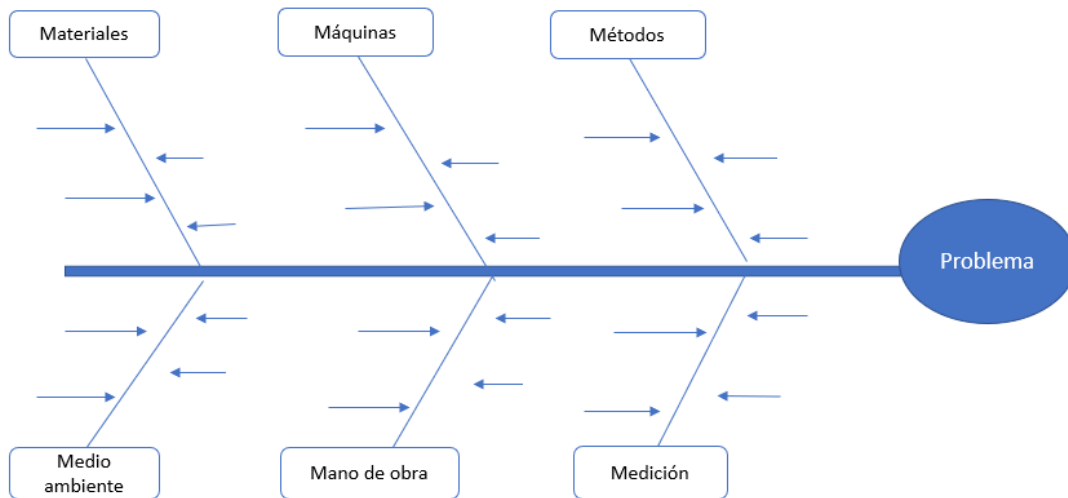 Materiales
Máquinas
Métodos
Problema
Medio
ambiente
Mano de obra
Medición